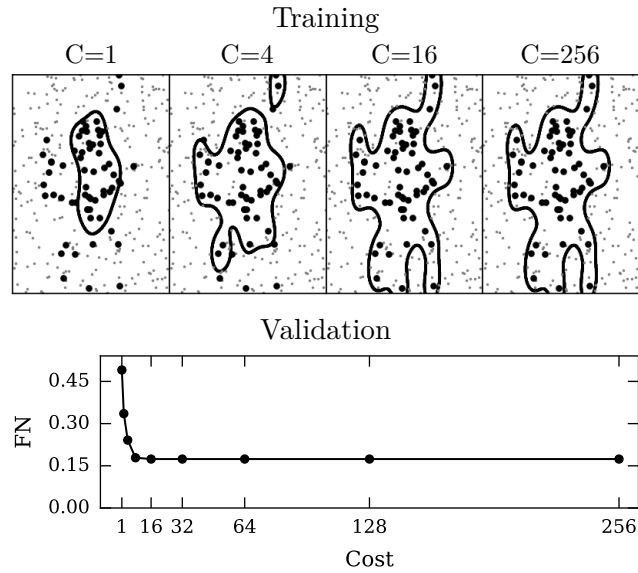 Training
C=1 C=4 C=16 C=256
Validation
0.45
0.30
0.15
0.00
FN
1 16 32 64 128 256
Cost